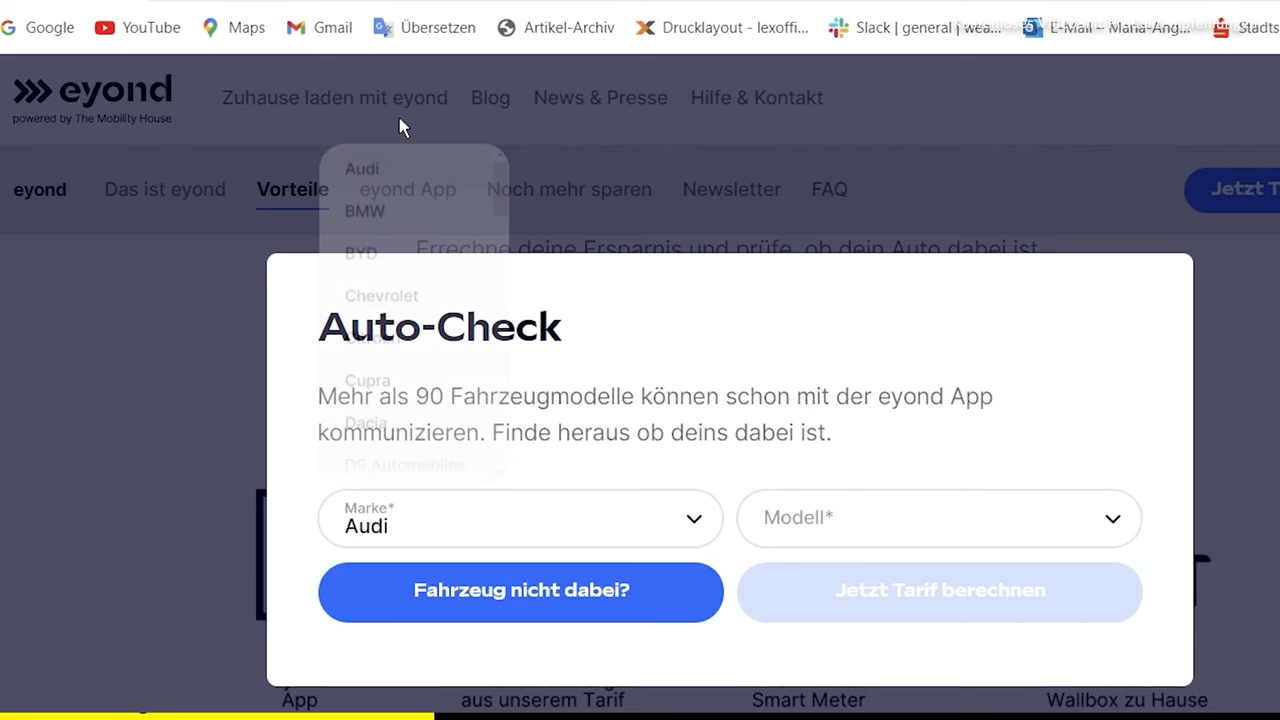 Google YouTube Maps Gmail Übersetzen Artikel-Archiv Drucklayout - lexoffi... Slack | general | wea... E-Mail – Maria-Ang... Stadts
eyond
powered by The Mobility House
Zuhause laden mit eyond Blog News & Presse Hilfe & Kontakt
eyond Das ist eyond Vorteile eyond App Noch mehr sparen Newsletter FAQ Jetzt T
Audi
BMW
BYD
Chevrolet
Citroën
Cupra
Dacia
DS Automobiles
Errechne deine Ersparnis und prüfe, ob dein Auto dabei ist
Auto-Check
Mehr als 90 Fahrzeugmodelle können schon mit der eyond App
kommunizieren. Finde heraus ob deins dabei ist.
Marke*
Audi
Modell*
Fahrzeug nicht dabei? Jetzt Tarif berechnen
App aus unserem Tarif Smart Meter Wallbox zu Hause